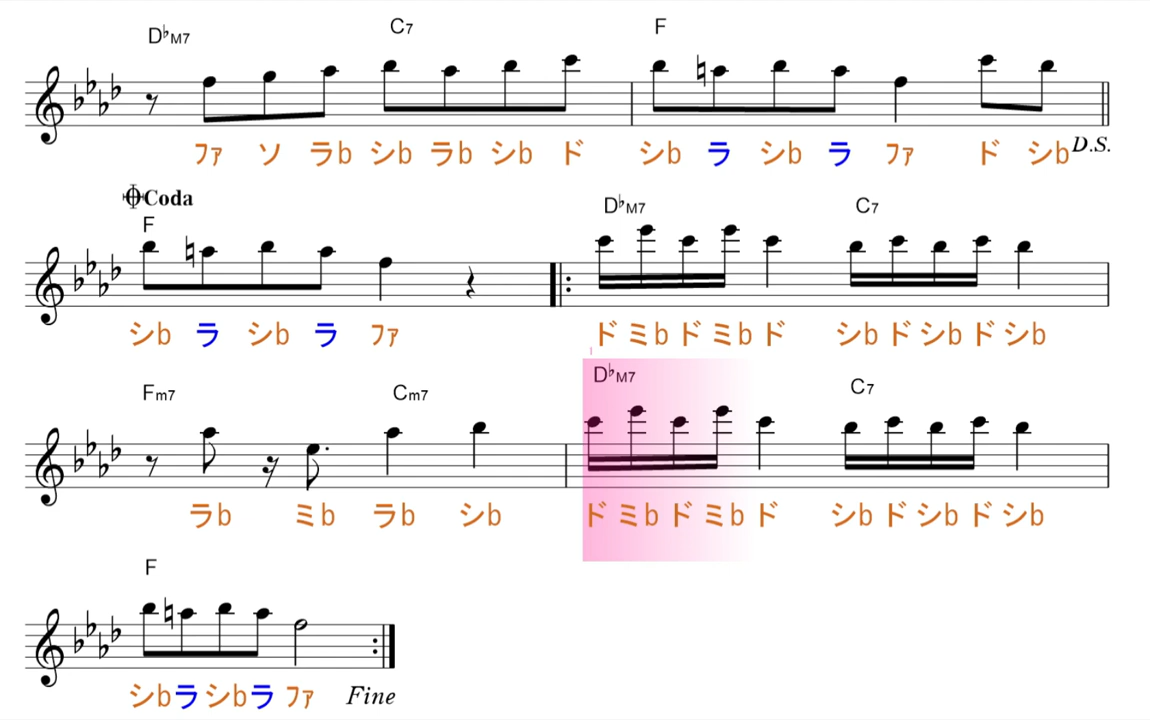 D♭M7 C7 F
ファ ソ ラb シb ラb シb ド シb ラ シb ラ ファ ド シb D.S.
Coda
F D♭M7 C7
シb ラ シb ラ ファ ド ミb ド ミb ド シb ド シb ド シb
Fm7 Cm7 D♭M7 C7
ラb ミb ラb シb ド ミb ド ミb ド シb ド シb ド シb
F
シb ラ シb ラ ファ Fine